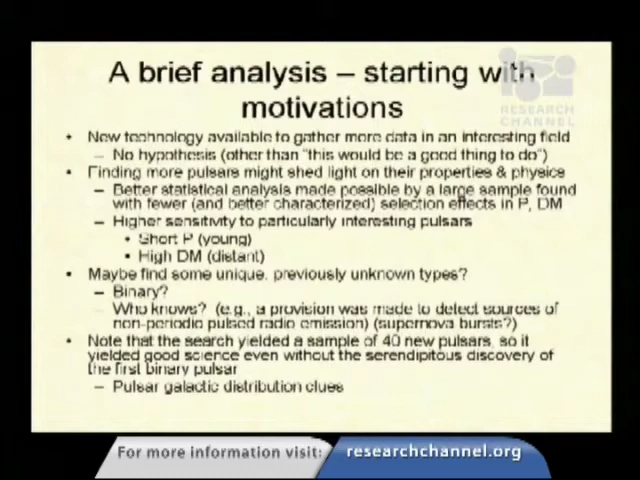 A brief analysis – starting with
motivations
RESEARCH
CHANNEL
• New technology available to gather more data in an interesting field
– No hypothesis (other than "this would be a good thing to do")
• Finding more pulsars might shed light on their properties & physics
– Better statistical analysis made possible by a large sample found
with fewer (and better characterized) selection effects in P, DM
– Higher sensitivity to particularly interesting pulsars
• Short P (young)
• High DM (distant)
• Maybe find some unique, previously unknown types?
– Binary?
– Who knows? (e.g., a provision was made to detect sources of
non-periodic pulsed radio emission) (supernova bursts?)
• Note that the search yielded a sample of 40 new pulsars, so it
yielded good science even without the serendipitous discovery of
the first binary pulsar
– Pulsar galactic distribution clues
For more information visit: researchchannel.org